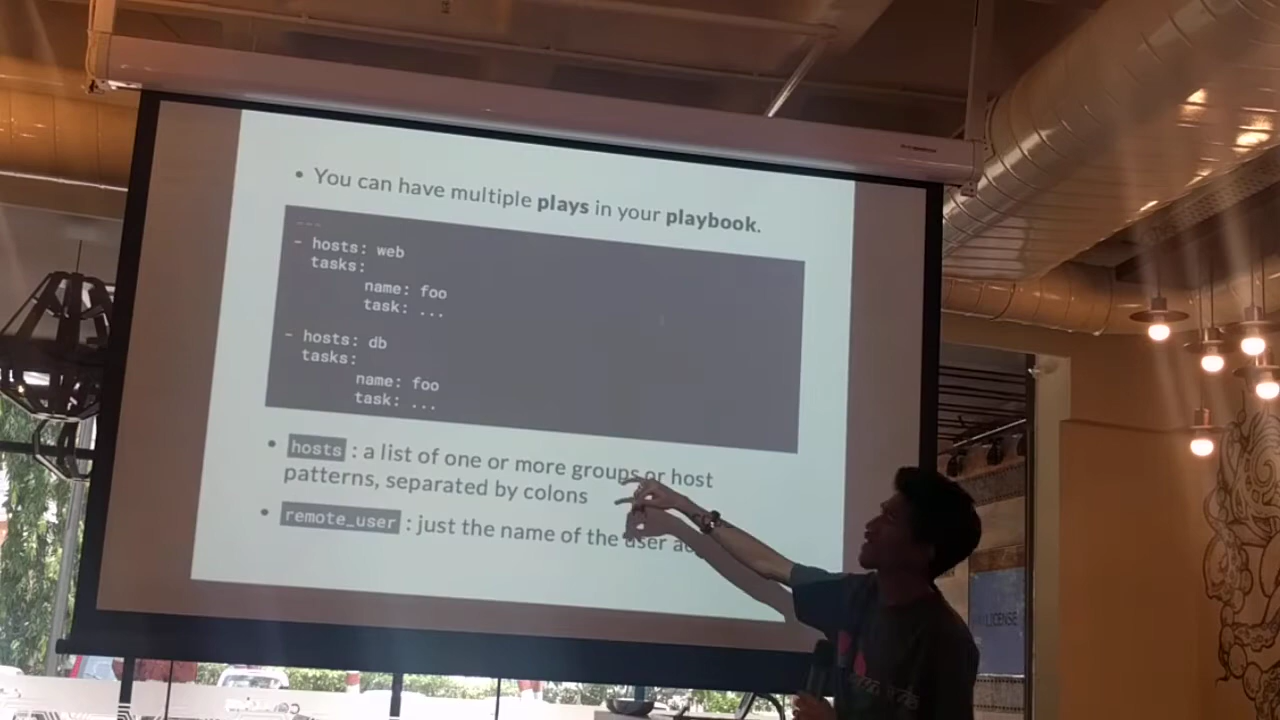 • You can have multiple plays in your playbook.
---
- hosts: web
tasks:
name: foo
task: ...
- hosts: db
tasks:
name: foo
task: ...
• hosts : a list of one or more groups or host
patterns, separated by colons
• remote_user : just the name of the user
LICENSE